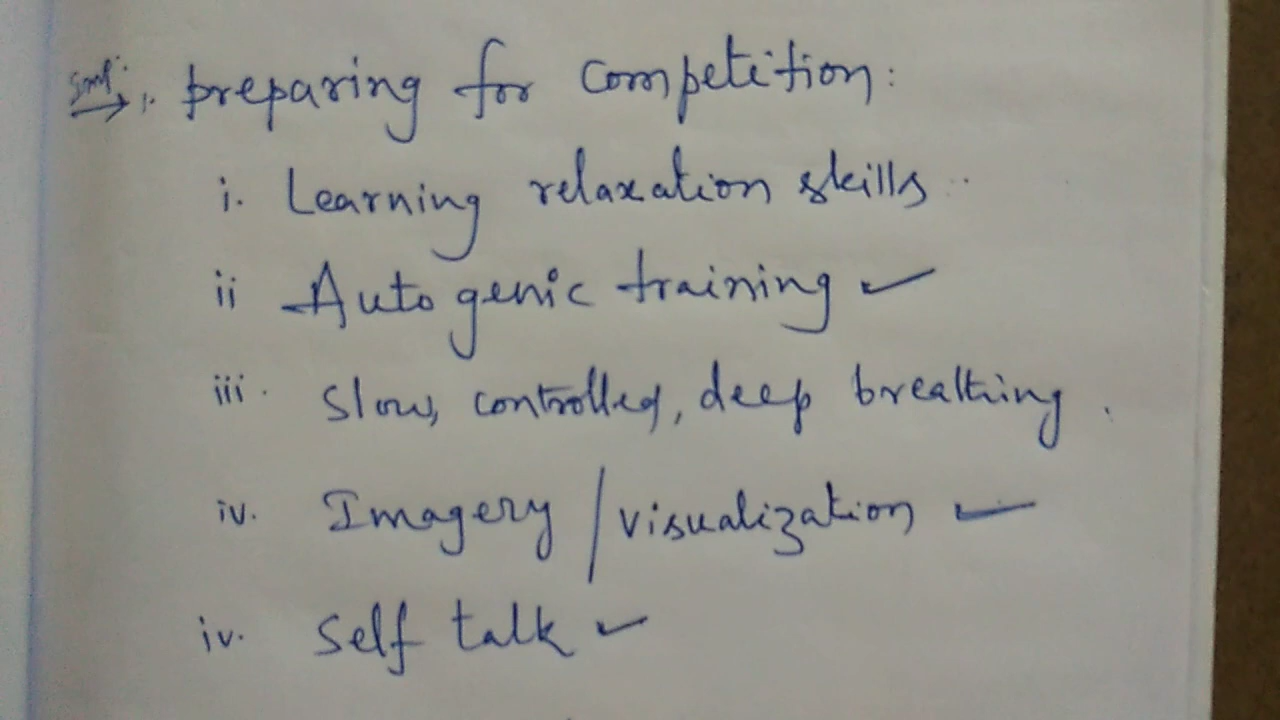 1. preparing for competition:
i. Learning relaxation skills
ii Autogenic training
iii. slow, controlled, deep breathing.
iv. Imagery / visualization
iv. Self talk